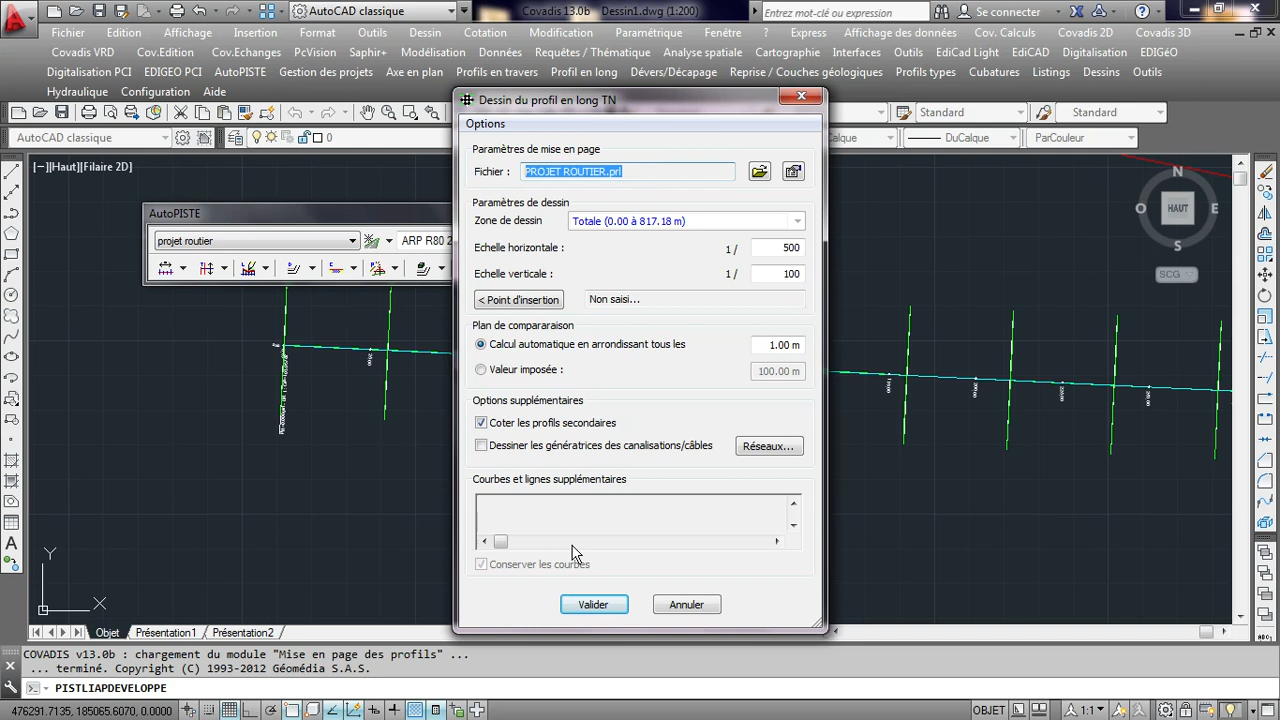 AutoCAD classique
Covadis 13.0b Dessin1.dwg (1:200)
Entrez mot-clé ou expression
Se connecter
Fichier Edition Affichage Insertion Format Outils Dessin Cotation Modification Paramétrique Fenêtre ? Express Affichage des données Cov. Calculs Covadis 2D Covadis 3D
Covadis VRD Cov.Edition Cov.Echanges PcVision Saphir+ Modélisation Données Requêtes / Thématique Analyse spatiale Cartographie Interfaces Outils EdiCad Light EdiCAD Digitalisation EDIGéO
Digitalisation PCI EDIGEO PCI AutoPISTE Gestion des projets Axe en plan Profils en travers Profil en long Dévers/Décapage Reprise / Couches géologiques Profils types Cubatures Listings Dessins Outils
Hydraulique Configuration Aide
Standard Standard
AutoCAD classique 0 DuCalque ParCouleur
[−][Haut][Filaire 2D]
AutoPISTE
projet routier ARP R80 2
Dessin du profil en long TN
Options
Paramètres de mise en page
Fichier : PROJET ROUTIER.prl
Paramètres de dessin
Zone de dessin Totale (0.00 à 817.18 m)
Echelle horizontale : 1 / 500
Echelle verticale : 1 / 100
< Point d'insertion Non saisi...
Plan de compararaison
Calcul automatique en arrondissant tous les 1.00 m
Valeur imposée : 100.00 m
Options supplémentaires
Coter les profils secondaires
Dessiner les génératrices des canalisations/câbles Réseaux...
Courbes et lignes supplémentaires
Conserver les courbes
Valider Annuler
N
O HAUT E
S
SCG
Y
X
Objet Présentation1 Présentation2
COVADIS v13.0b : chargement du module "Mise en page des profils" ...
... terminé. Copyright (C) 1993-2012 Géomédia S.A.S.
PISTLIAPDEVELOPPE
476291.7135, 185065.6070, 0.0000
OBJET
1:1